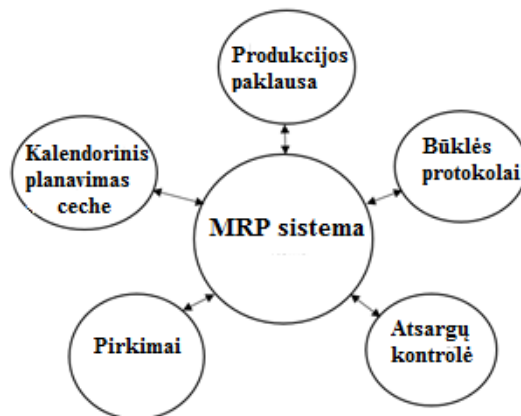 Produkcijos
paklausa
Kalendorinis
planavimas
ceche
Būklės
protokolai
MRP sistema
Pirkimai
Atsargų
kontrolė